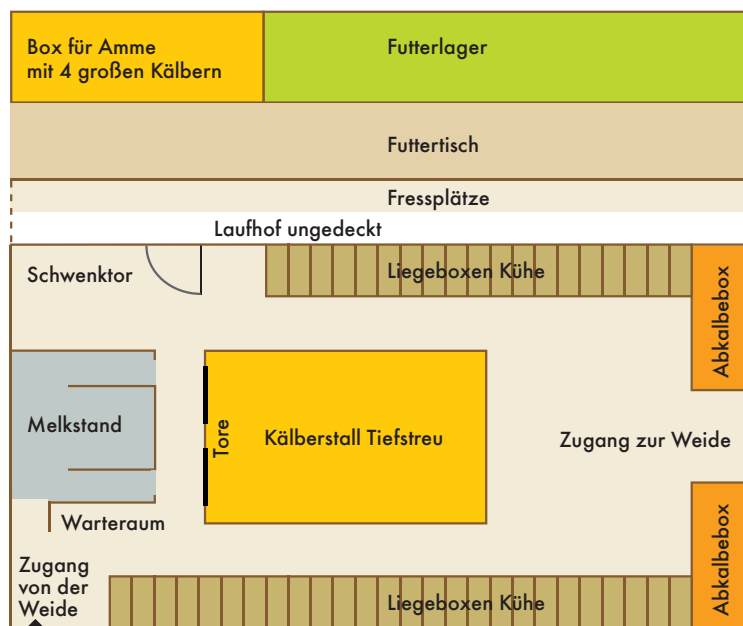 Box für Amme
mit 4 großen Kälbern
Futterlager
Futtertisch
Fressplätze
Laufhof ungedeckt
Schwenktor
Liegeboxen Kühe
Abkalbebox
Melkstand
Tore
Kälberstall Tiefstreu
Zugang zur Weide
Warteraum
Zugang
von der
Weide
Liegeboxen Kühe
Abkalbebox